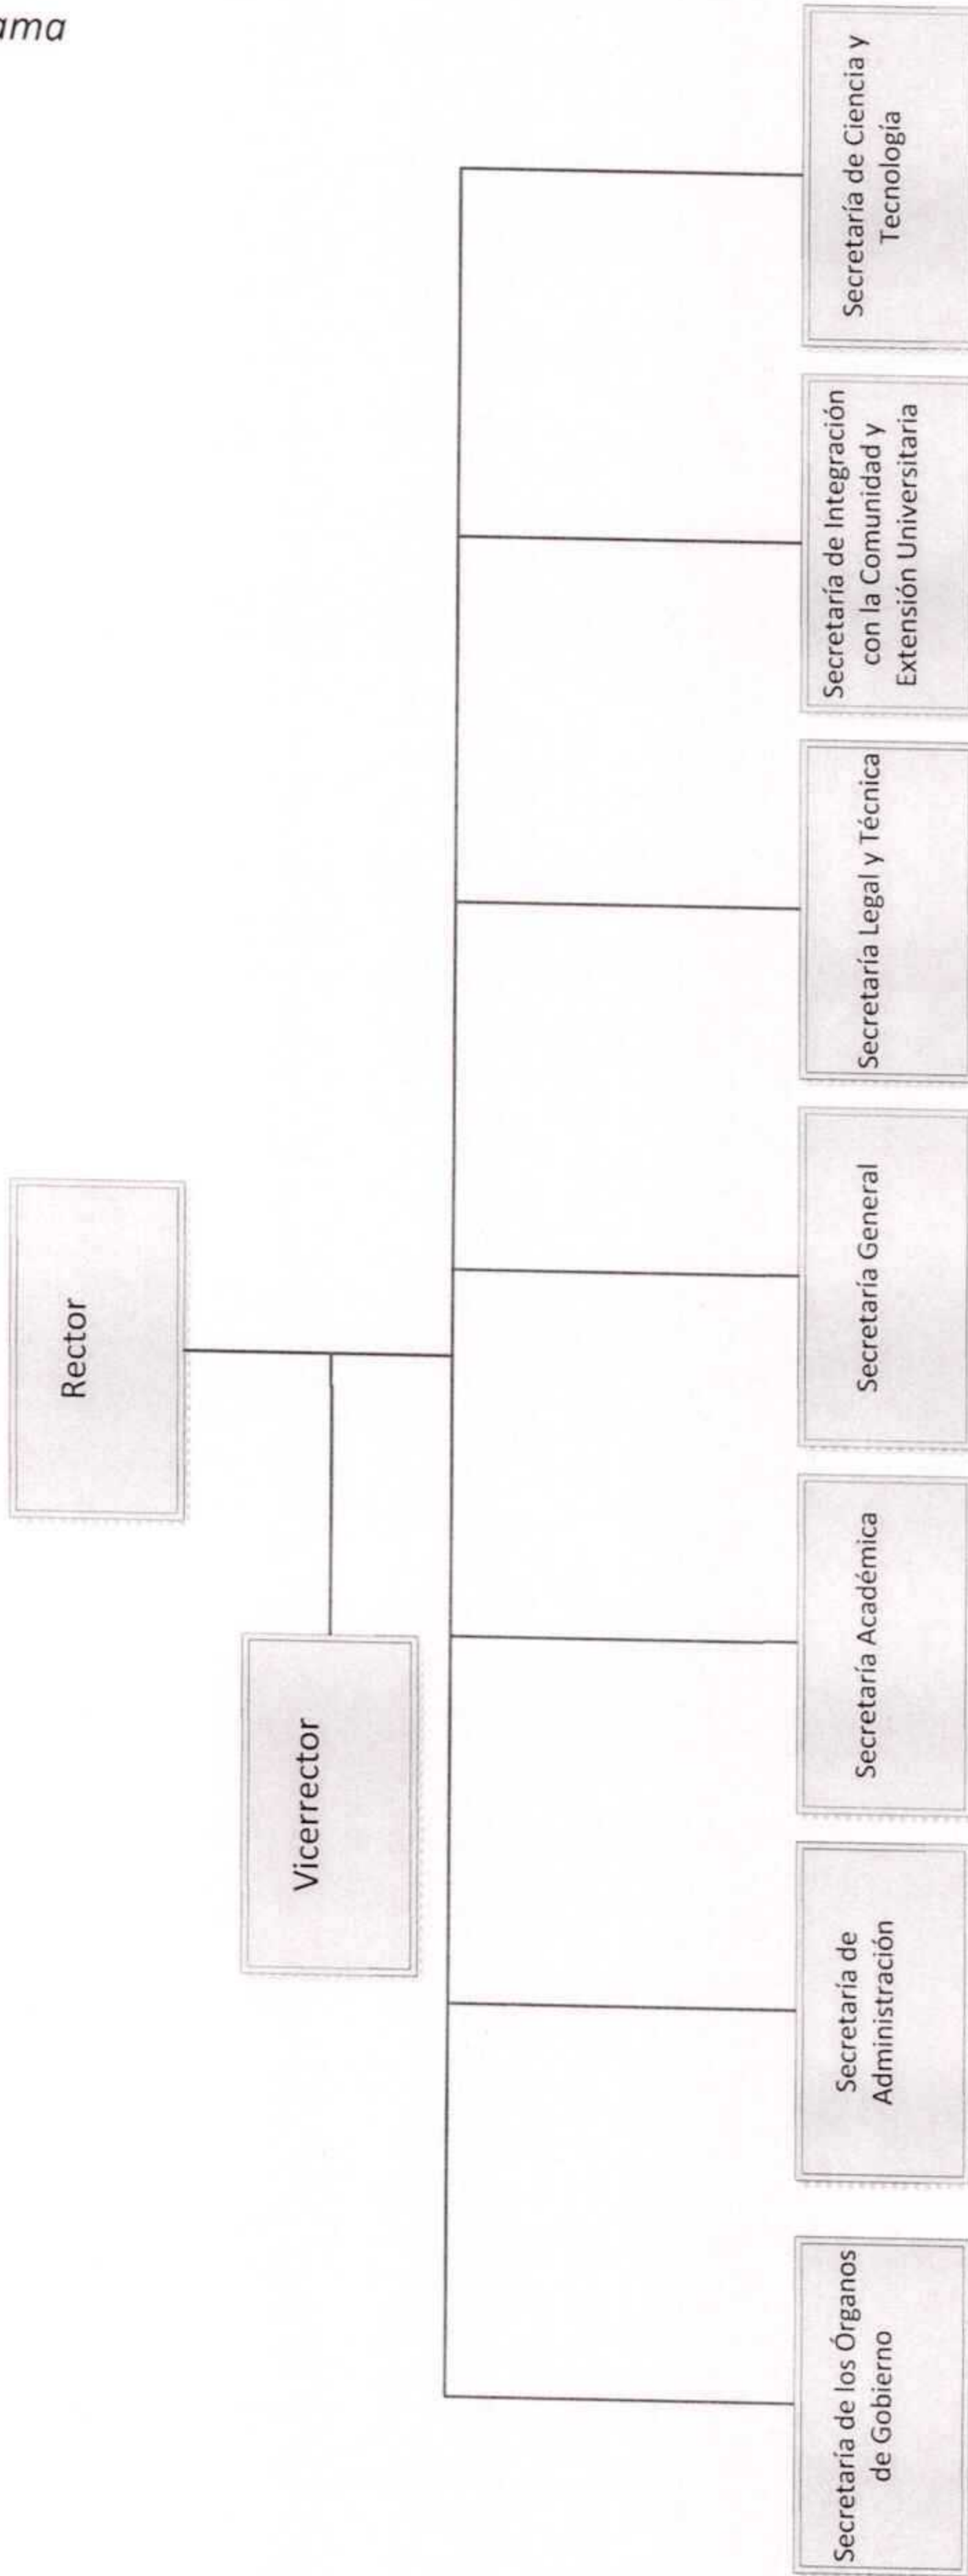 ama
Rector
Vicerrector
Secretaría de los Órganos
de Gobierno
Secretaría de
Administración
Secretaría Académica
Secretaría General
Secretaría Legal y Técnica
Secretaría de Integración
con la Comunidad y
Extensión Universitaria
Secretaría de Ciencia y
Tecnología